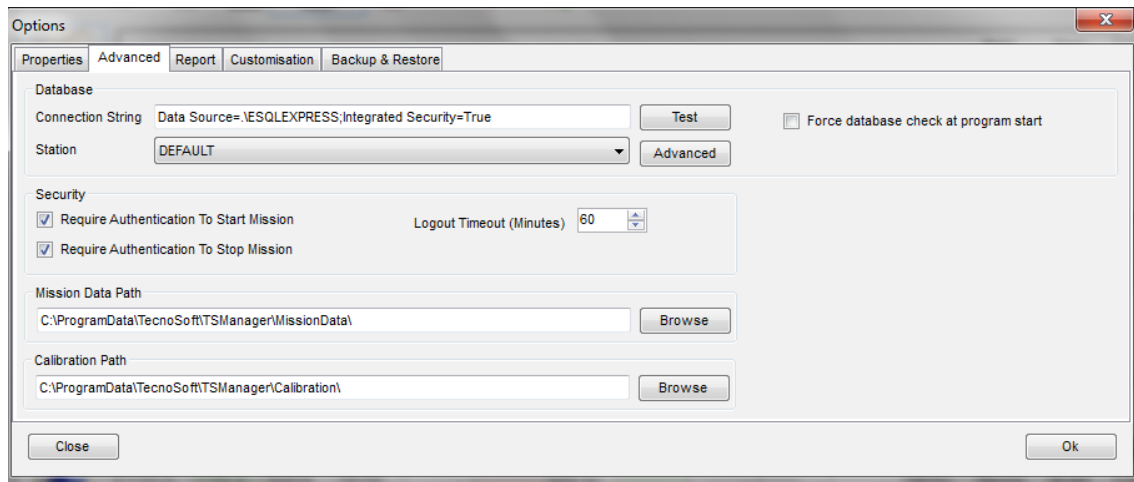 Options
Properties Advanced Report Customisation Backup & Restore
Database
Connection String Data Source=.\ESQLEXPRESS;Integrated Security=True Test Force database check at program start
Station DEFAULT Advanced
Security
Require Authentication To Start Mission Logout Timeout (Minutes) 60
Require Authentication To Stop Mission
Mission Data Path
C:\ProgramData\TecnoSoft\TSManager\MissionData\ Browse
Calibration Path
C:\ProgramData\TecnoSoft\TSManager\Calibration\ Browse
Close Ok